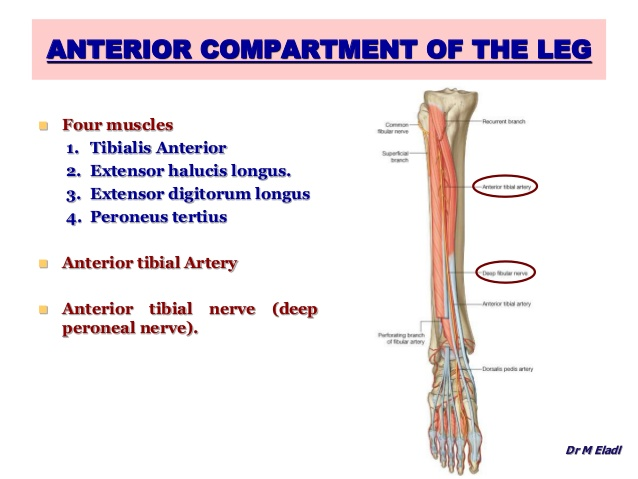 ANTERIOR COMPARTMENT OF THE LEG
Four muscles
1. Tibialis Anterior
2. Extensor halucis longus.
3. Extensor digitorum longus
4. Peroneus tertius
Anterior tibial Artery
Anterior tibial nerve (deep
peroneal nerve).
Common
fibular nerve
Recurrent branch
Superficial
branch
Anterior tibial artery
Deep fibular nerve
Anterior tibial artery
Perforating branch
of fibular artery
Dorsalis pedis artery
Dr M Eladl